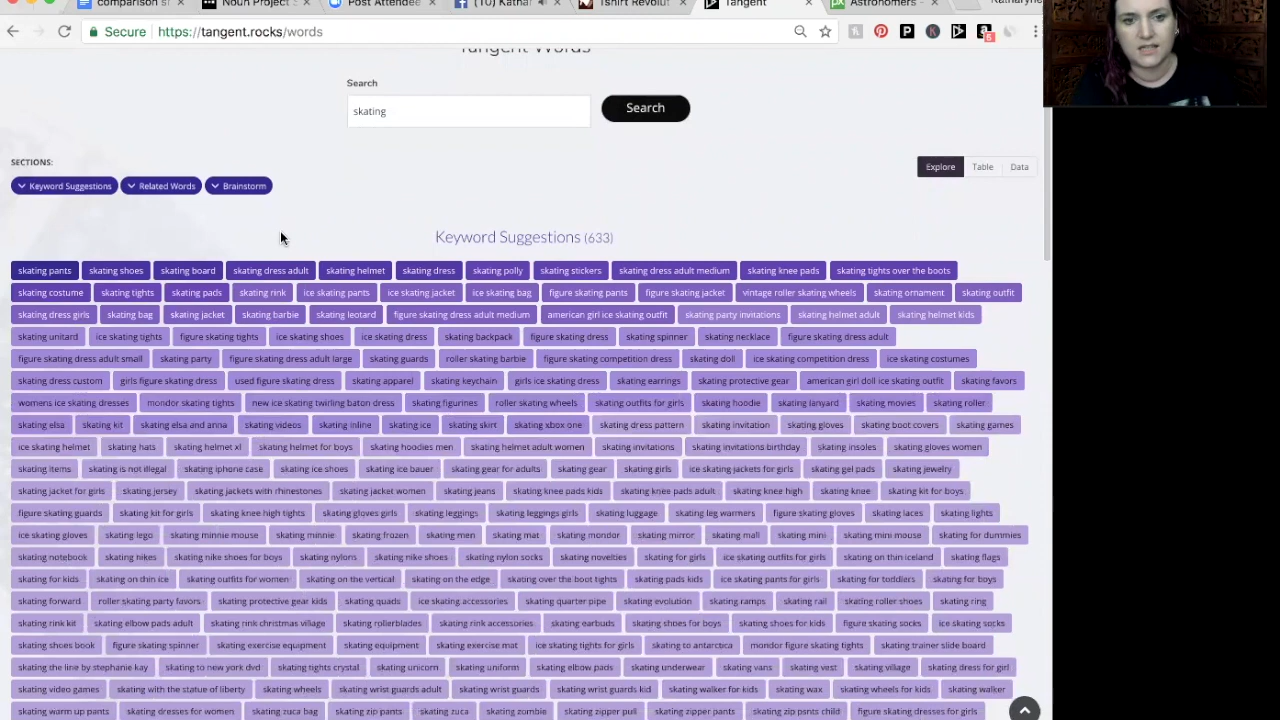 comparison s
Noun Project
Post Attendee
(10) Kathar
Tshirt Revolut
Tangent
Astronomers –
Secure https://tangent.rocks/words
6
Tangent Words
Search
skating
Search
SECTIONS:
Explore Table Data
Keyword Suggestions Related Words Brainstorm
Keyword Suggestions (633)
skating pants skating shoes skating board skating dress adult skating helmet skating dress skating polly skating stickers skating dress adult medium skating knee pads skating tights over the boots
skating costume skating tights skating pads skating rink ice skating pants ice skating jacket ice skating bag figure skating pants figure skating jacket vintage roller skating wheels skating ornament skating outfit
skating dress girls skating bag skating jacket skating barbie skating leotard figure skating dress adult medium american girl ice skating outfit skating party invitations skating helmet adult skating helmet kids
skating unitard ice skating tights figure skating tights ice skating shoes ice skating dress skating backpack figure skating dress skating spinner skating necklace figure skating dress adult
figure skating dress adult small skating party figure skating dress adult large skating guards roller skating barbie figure skating competition dress skating doll ice skating competition dress ice skating costumes
skating dress custom girls figure skating dress used figure skating dress skating apparel skating keychain girls ice skating dress skating earrings skating protective gear american girl doll ice skating outfit skating favors
womens ice skating dresses mondor skating tights new ice skating twirling baton dress skating figurines roller skating wheels skating outfits for girls skating hoodie skating lanyard skating movies skating roller
skating elsa skating kit skating elsa and anna skating videos skating inline skating ice skating skirt skating xbox one skating dress pattern skating invitation skating gloves skating boot covers skating games
ice skating helmet skating hats skating helmet xl skating helmet for boys skating hoodies men skating helmet adult women skating invitations skating invitations birthday skating insoles skating gloves women
skating items skating is not illegal skating iphone case skating ice shoes skating ice bauer skating gear for adults skating gear skating girls ice skating jackets for girls skating gel pads skating jewelry
skating jacket for girls skating jersey skating jackets with rhinestones skating jacket women skating jeans skating knee pads kids skating knee pads adult skating knee high skating knee skating kit for boys
figure skating guards skating kit for girls skating knee high tights skating gloves girls skating leggings skating leggings girls skating luggage skating leg warmers figure skating gloves skating laces skating lights
ice skating gloves skating lego skating minnie mouse skating minnie skating frozen skating men skating mat skating mondor skating mirror skating mall skating mini skating mini mouse skating for dummies
skating notebook skating nikes skating nike shoes for boys skating nylons skating nike shoes skating nylon socks skating novelties skating for girls ice skating outfits for girls skating on thin iceland skating flags
skating for kids skating on thin ice skating outfits for women skating on the vertical skating on the edge skating over the boot tights skating pads kids ice skating pants for girls skating for toddlers skating for boys
skating forward roller skating party favors skating protective gear kids skating quads ice skating accessories skating quarter pipe skating evolution skating ramps skating rail skating roller shoes skating ring
skating rink kit skating elbow pads adult skating rink christmas village skating rollerblades skating rink accessories skating earbuds skating shoes for boys skating shoes for kids figure skating socks ice skating socks
skating shoes book figure skating spinner skating exercise equipment skating equipment skating exercise mat ice skating tights for girls skating to antarctica mondor figure skating tights skating trainer slide board
skating the line by stephanie kay skating to new york dvd skating tights crystal skating unicorn skating uniform skating elbow pads skating underwear skating vans skating vest skating village skating dress for girl
skating video games skating with the statue of liberty skating wheels skating wrist guards adult skating wrist guards skating wrist guards kid skating walker for kids skating wax skating wheels for kids skating walker
skating warm up pants skating dresses for women skating zuca bag skating zip pants skating zuca skating zombie skating zipper pull skating zipper pants skating zip pants child figure skating dresses for girls